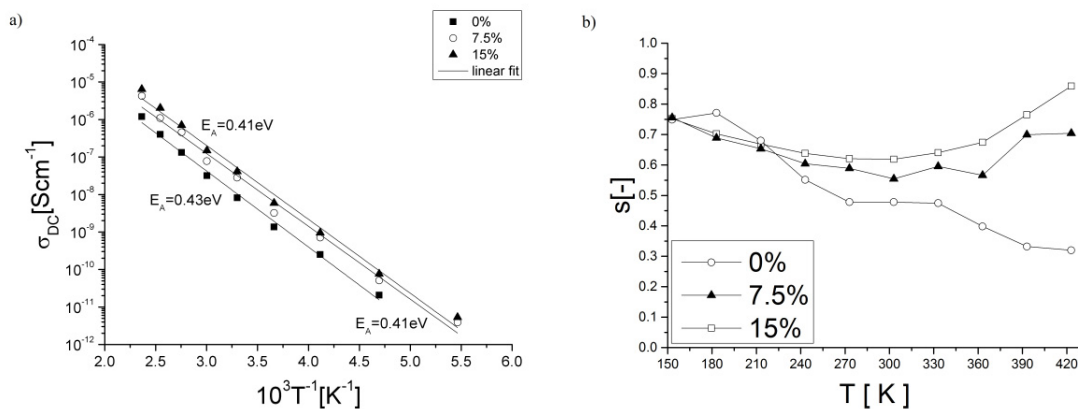 a)
0%
7.5%
15%
linear fit
10⁻⁴
10⁻⁵
10⁻⁶
10⁻⁷
10⁻⁸
10⁻⁹
10⁻¹⁰
10⁻¹¹
10⁻¹²
σDC[Scm⁻¹]
EA=0.41eV
EA=0.43eV
EA=0.41eV
2.0 2.5 3.0 3.5 4.0 4.5 5.0 5.5 6.0
10³T⁻¹[K⁻¹]
b)
1.0
0.9
0.8
0.7
0.6
0.5
0.4
0.3
0.2
0.1
0.0
s[-]
0%
7.5%
15%
150 180 210 240 270 300 330 360 390 420
T [ K ]